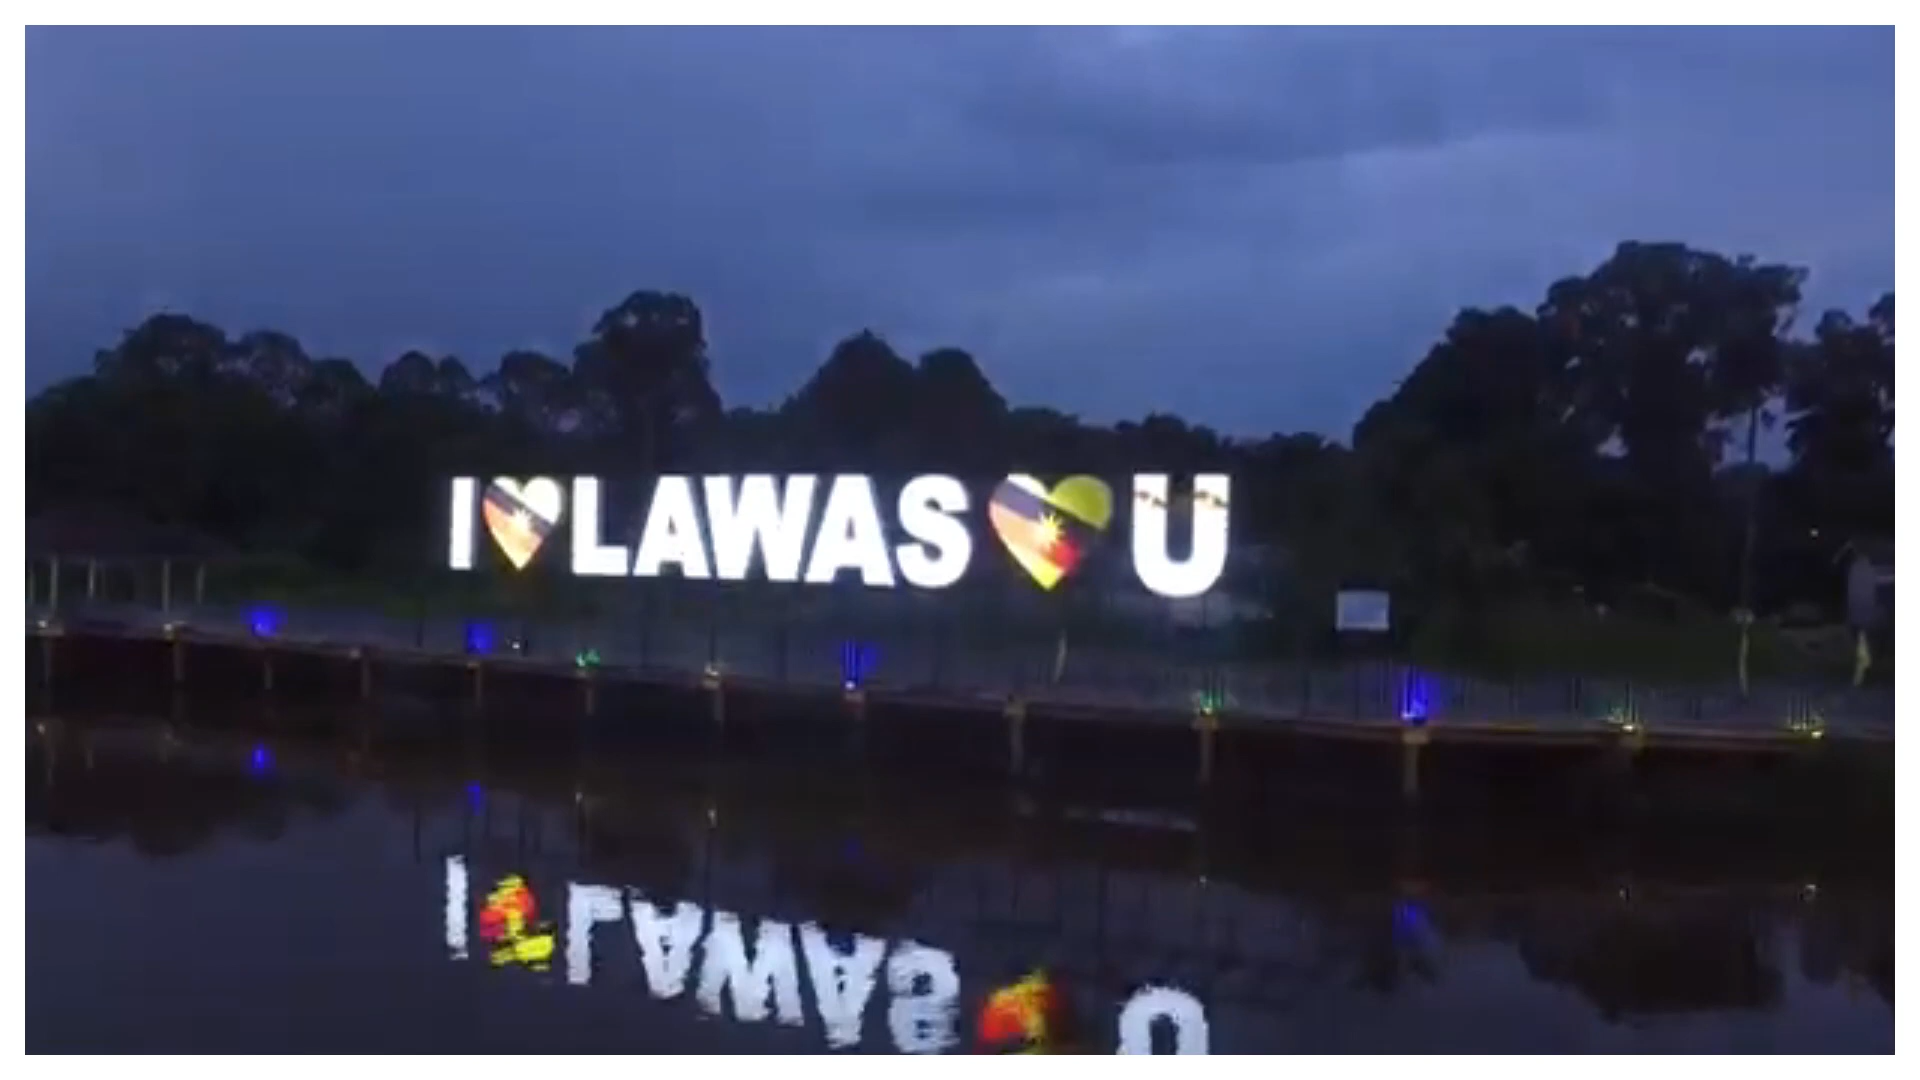 I ♥ LAWAS ♥ U